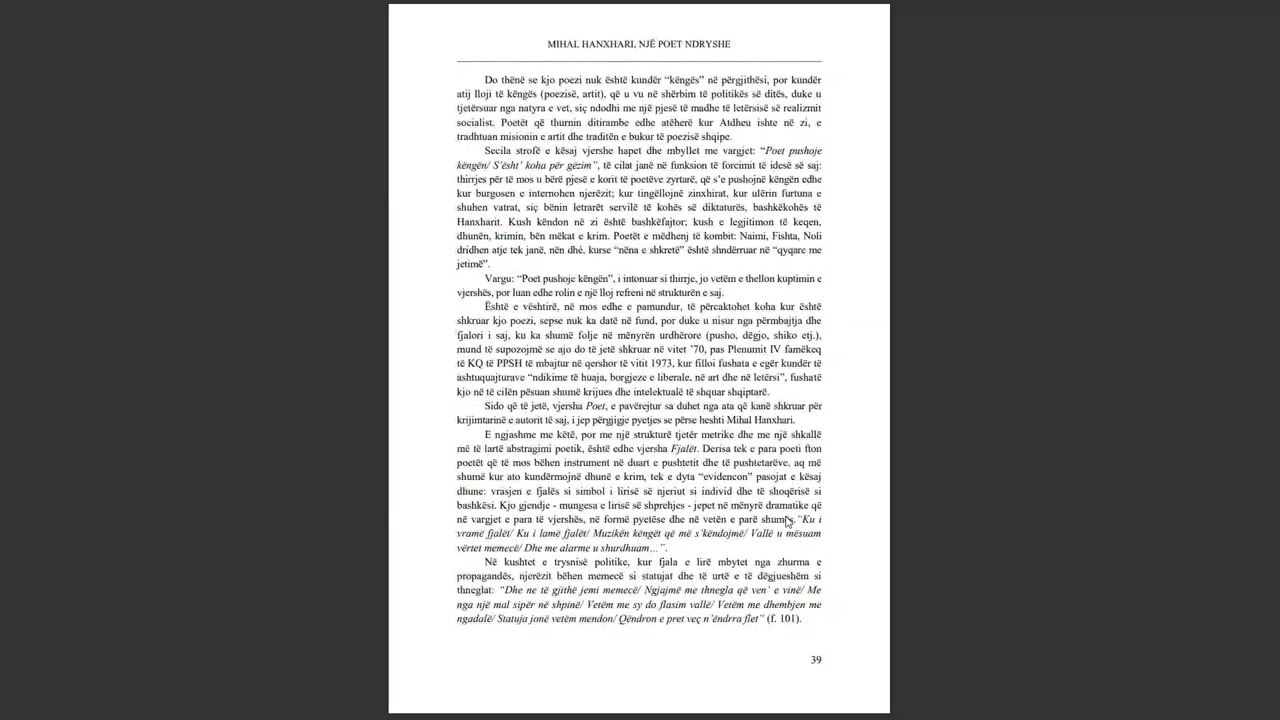 MIHAL HANXHARI, NJË POET NDRYSHE
Do thënë se kjo poezi nuk është kundër “këngës” në përgjithësi, por kundër
atij lloji të këngës (poezisë, artit), që u vu në shërbim të politikës së ditës, duke u
tjetërsuar nga natyra e vet, siç ndodhi me një pjesë të madhe të letërsisë së realizmit
socialist. Poetët që thurnin ditirambe edhe atëherë kur Atdheu ishte në zi, e
tradhtuan misionin e artit dhe traditën e bukur të poezisë shqipe.
Secila strofë e kësaj vjershe hapet dhe mbyllet me vargjet: “Poet pushoje
këngën/ S’ësht’ koha për gëzim”, të cilat janë në funksion të forcimit të idesë së saj:
thirrjes për të mos u bërë pjesë e korit të poetëve zyrtarë, që s’e pushojnë këngën edhe
kur burgosen e internohen njerëzit; kur tingëllojnë zinxhirat, kur ulërin furtuna e
shuhen vatrat, siç bënin letrarët servilë të kohës së diktaturës, bashkëkohës të
Hanxharit. Kush këndon në zi është bashkëfajtor; kush e legjitimon të keqen,
dhunën, krimin, bën mëkat e krim. Poetët e mëdhenj të kombit: Naimi, Fishta, Noli
dridhen atje tek janë, nën dhé, kurse “nëna e shkretë” është shndërruar në “qyqare me
jetimë”.
Vargu: “Poet pushoje këngën”, i intonuar si thirrje, jo vetëm e thellon kuptimin e
vjershës, por luan edhe rolin e një lloj refreni në strukturën e saj.
Është e vështirë, në mos edhe e pamundur, të përcaktohet koha kur është
shkruar kjo poezi, sepse nuk ka datë në fund, por duke u nisur nga përmbajtja dhe
fjalori i saj, ku ka shumë folje në mënyrën urdhërore (pusho, dëgjo, shiko etj.),
mund të supozojmë se ajo do të jetë shkruar në vitet ’70, pas Plenumit IV famëkeq
të KQ të PPSH të mbajtur në qershor të vitit 1973, kur filloi fushata e egër kundër të
ashtuquajturave “ndikime të huaja, borgjeze e liberale, në art dhe në letërsi”, fushatë
kjo në të cilën pësuan shumë krijues dhe intelektualë të shquar shqiptarë.
Sido që të jetë, vjersha Poet, e pavërejtur sa duhet nga ata që kanë shkruar për
krijimtarinë e autorit të saj, i jep përgjigje pyetjes se përse heshti Mihal Hanxhari.
E ngjashme me këtë, por me një strukturë tjetër metrike dhe me një shkallë
më të lartë abstragimi poetik, është edhe vjersha Fjalët. Derisa tek e para poeti fton
poetët që të mos bëhen instrument në duart e pushtetit dhe të pushtetarëve, aq më
shumë kur ato kundërmojnë dhunë e krim, tek e dyta “evidencon” pasojat e kësaj
dhune: vrasjen e fjalës si simbol i lirisë së njeriut si individ dhe të shoqërisë si
bashkësi. Kjo gjendje - mungesa e lirisë së shprehjes - jepet në mënyrë dramatike që
në vargjet e para të vjershës, në formë pyetëse dhe në vetën e parë shumës: “Ku i
vramë fjalët/ Ku i lamë fjalët/ Muzikën këngët që më s’këndojmë/ Vallë u mësuam
vërtet memecë/ Dhe me alarme u shurdhuam…”.
Në kushtet e trysnisë politike, kur fjala e lirë mbytet nga zhurma e
propagandës, njerëzit bëhen memecë si statujat dhe të urtë e të dëgjueshëm si
thneglat: “Dhe ne të gjithë jemi memecë/ Ngjajmë me thnegla që ven’ e vinë/ Me
nga një mal sipër në shpinë/ Vetëm me sy do flasim vallë/ Vetëm me dhembjen me
ngadalë/ Statuja jonë vetëm mendon/ Qëndron e pret veç n’ëndrra flet” (f. 101).
39